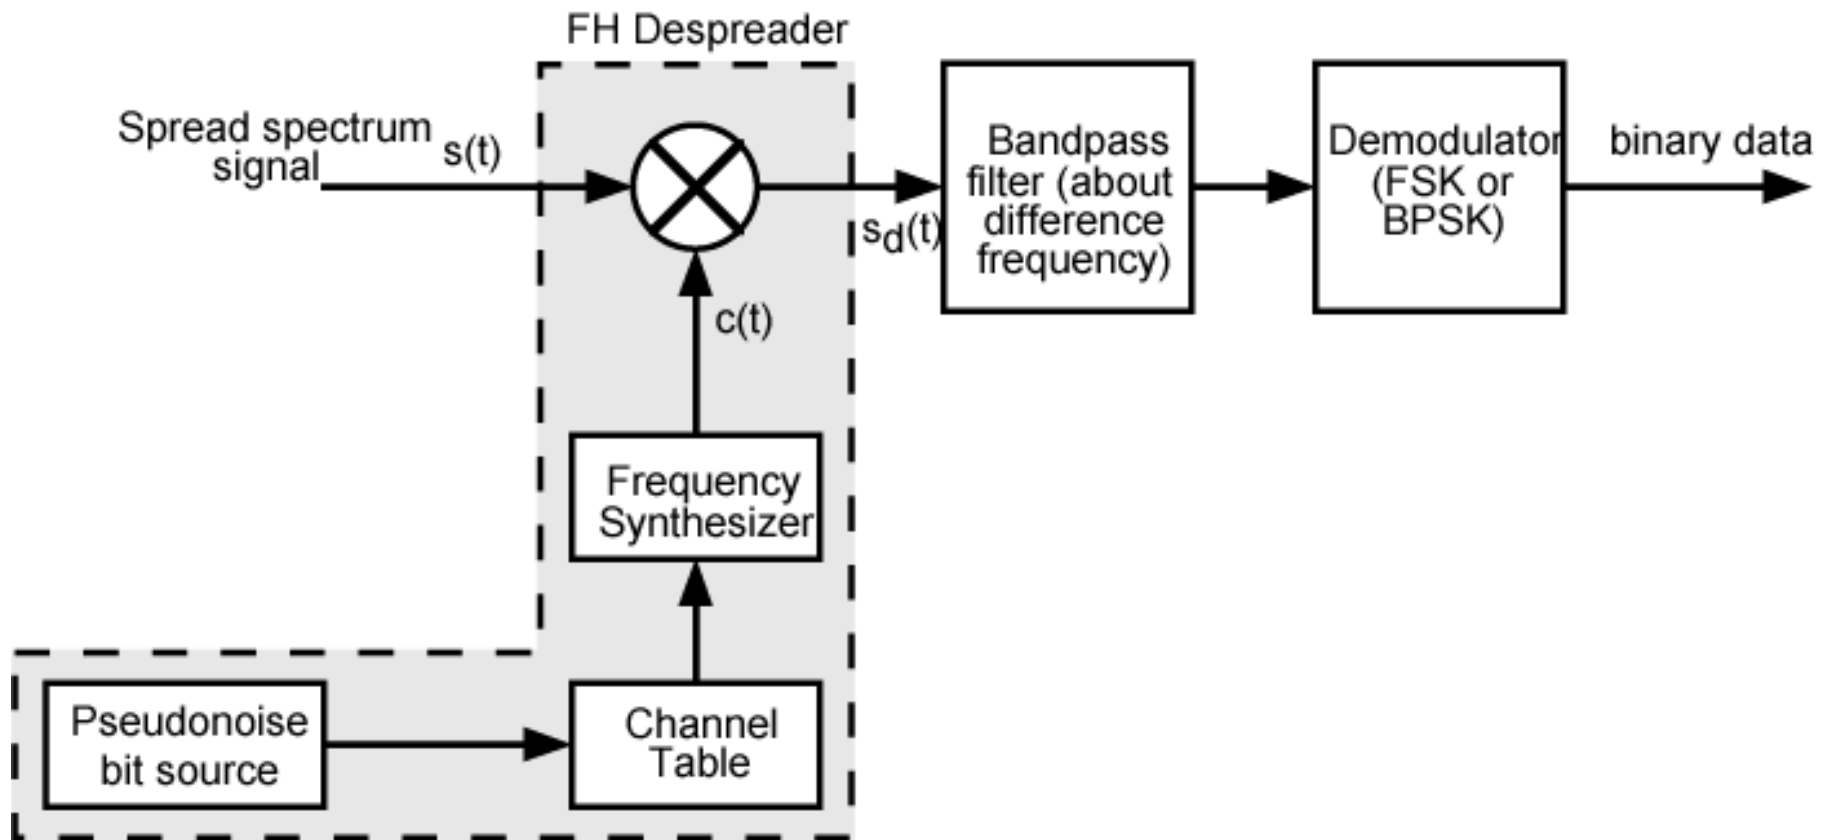 FH Despreader
Spread spectrum
signal
s(t)
sd(t)
c(t)
Bandpass
filter (about
difference
frequency)
Demodulator
(FSK or
BPSK)
binary data
Frequency
Synthesizer
Pseudonoise
bit source
Channel
Table